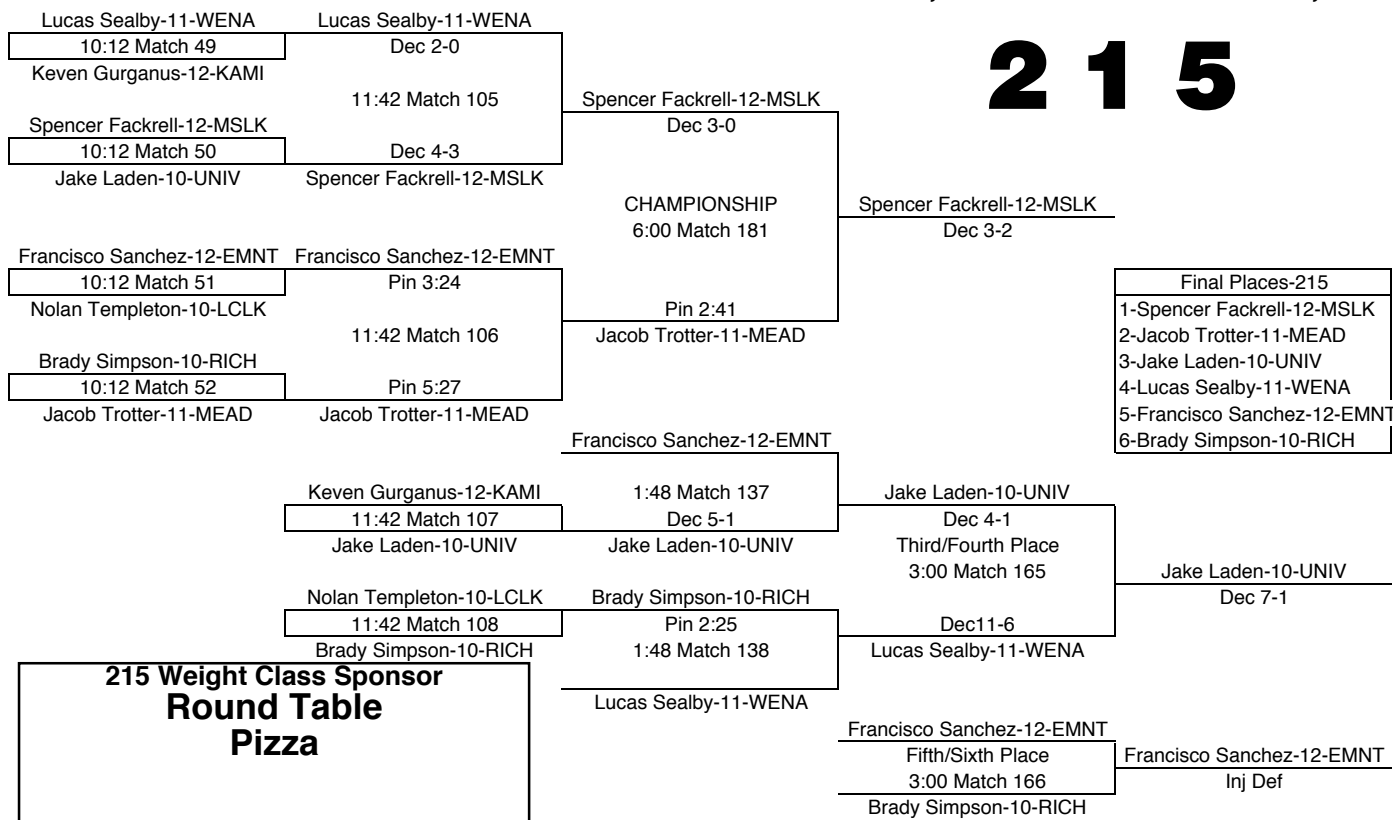 Lucas Sealby-11-WENA
10:12 Match 49
Keven Gurganus-12-KAMI
Spencer Fackrell-12-MSLK
10:12 Match 50
Jake Laden-10-UNIV
Francisco Sanchez-12-EMNT
10:12 Match 51
Nolan Templeton-10-LCLK
Brady Simpson-10-RICH
10:12 Match 52
Jacob Trotter-11-MEAD
Lucas Sealby-11-WENA
Dec 2-0
11:42 Match 105
Dec 4-3
Spencer Fackrell-12-MSLK
Francisco Sanchez-12-EMNT
Pin 3:24
11:42 Match 106
Pin 5:27
Jacob Trotter-11-MEAD
Spencer Fackrell-12-MSLK
Dec 3-0
CHAMPIONSHIP
6:00 Match 181
Pin 2:41
Jacob Trotter-11-MEAD
Spencer Fackrell-12-MSLK
Dec 3-2
2 1 5
Final Places-215
1-Spencer Fackrell-12-MSLK
2-Jacob Trotter-11-MEAD
3-Jake Laden-10-UNIV
4-Lucas Sealby-11-WENA
5-Francisco Sanchez-12-EMNT
6-Brady Simpson-10-RICH
Keven Gurganus-12-KAMI
11:42 Match 107
Jake Laden-10-UNIV
Nolan Templeton-10-LCLK
11:42 Match 108
Brady Simpson-10-RICH
Francisco Sanchez-12-EMNT
1:48 Match 137
Dec 5-1
Jake Laden-10-UNIV
Brady Simpson-10-RICH
Pin 2:25
1:48 Match 138
Lucas Sealby-11-WENA
Jake Laden-10-UNIV
Dec 4-1
Third/Fourth Place
3:00 Match 165
Dec11-6
Lucas Sealby-11-WENA
Jake Laden-10-UNIV
Dec 7-1
Francisco Sanchez-12-EMNT
Fifth/Sixth Place
3:00 Match 166
Brady Simpson-10-RICH
Francisco Sanchez-12-EMNT
Inj Def
215 Weight Class Sponsor
Round Table
Pizza